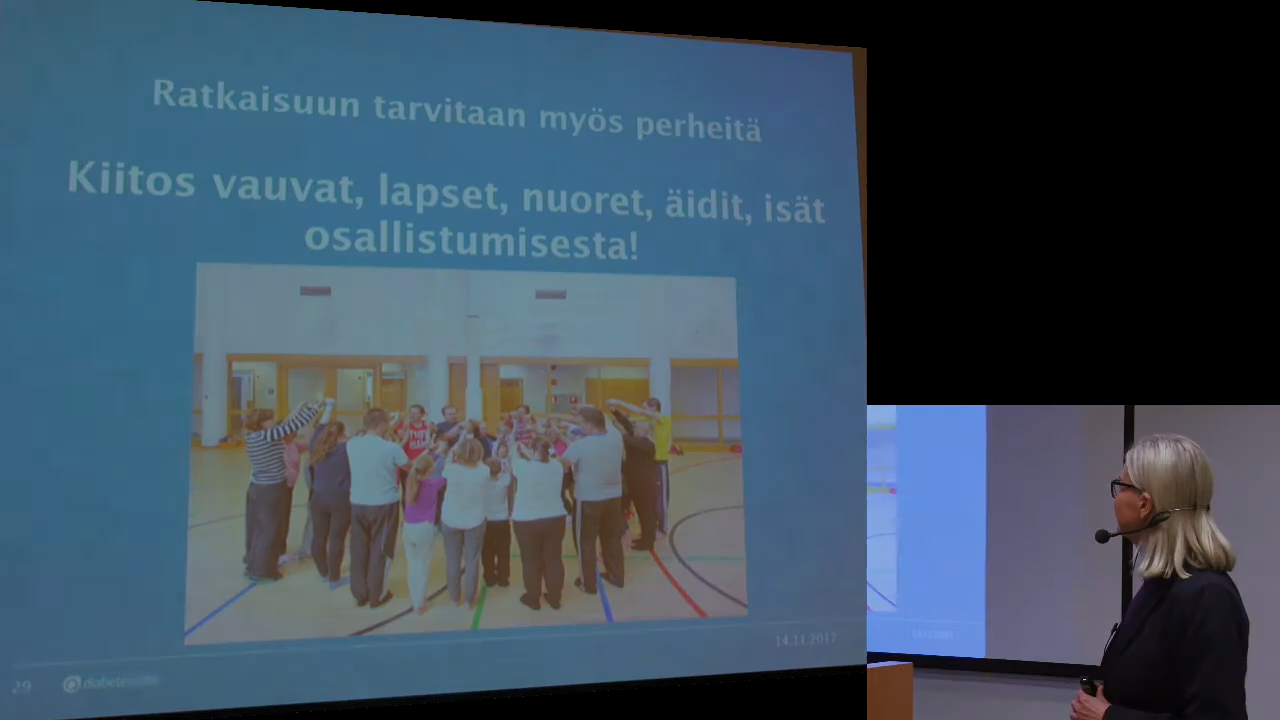 Ratkaisuun tarvitaan myös perheitä
Kiitos vauvat, lapset, nuoret, äidit, isät
osallistumisesta!
14.11.2017
29
diabetesliitto